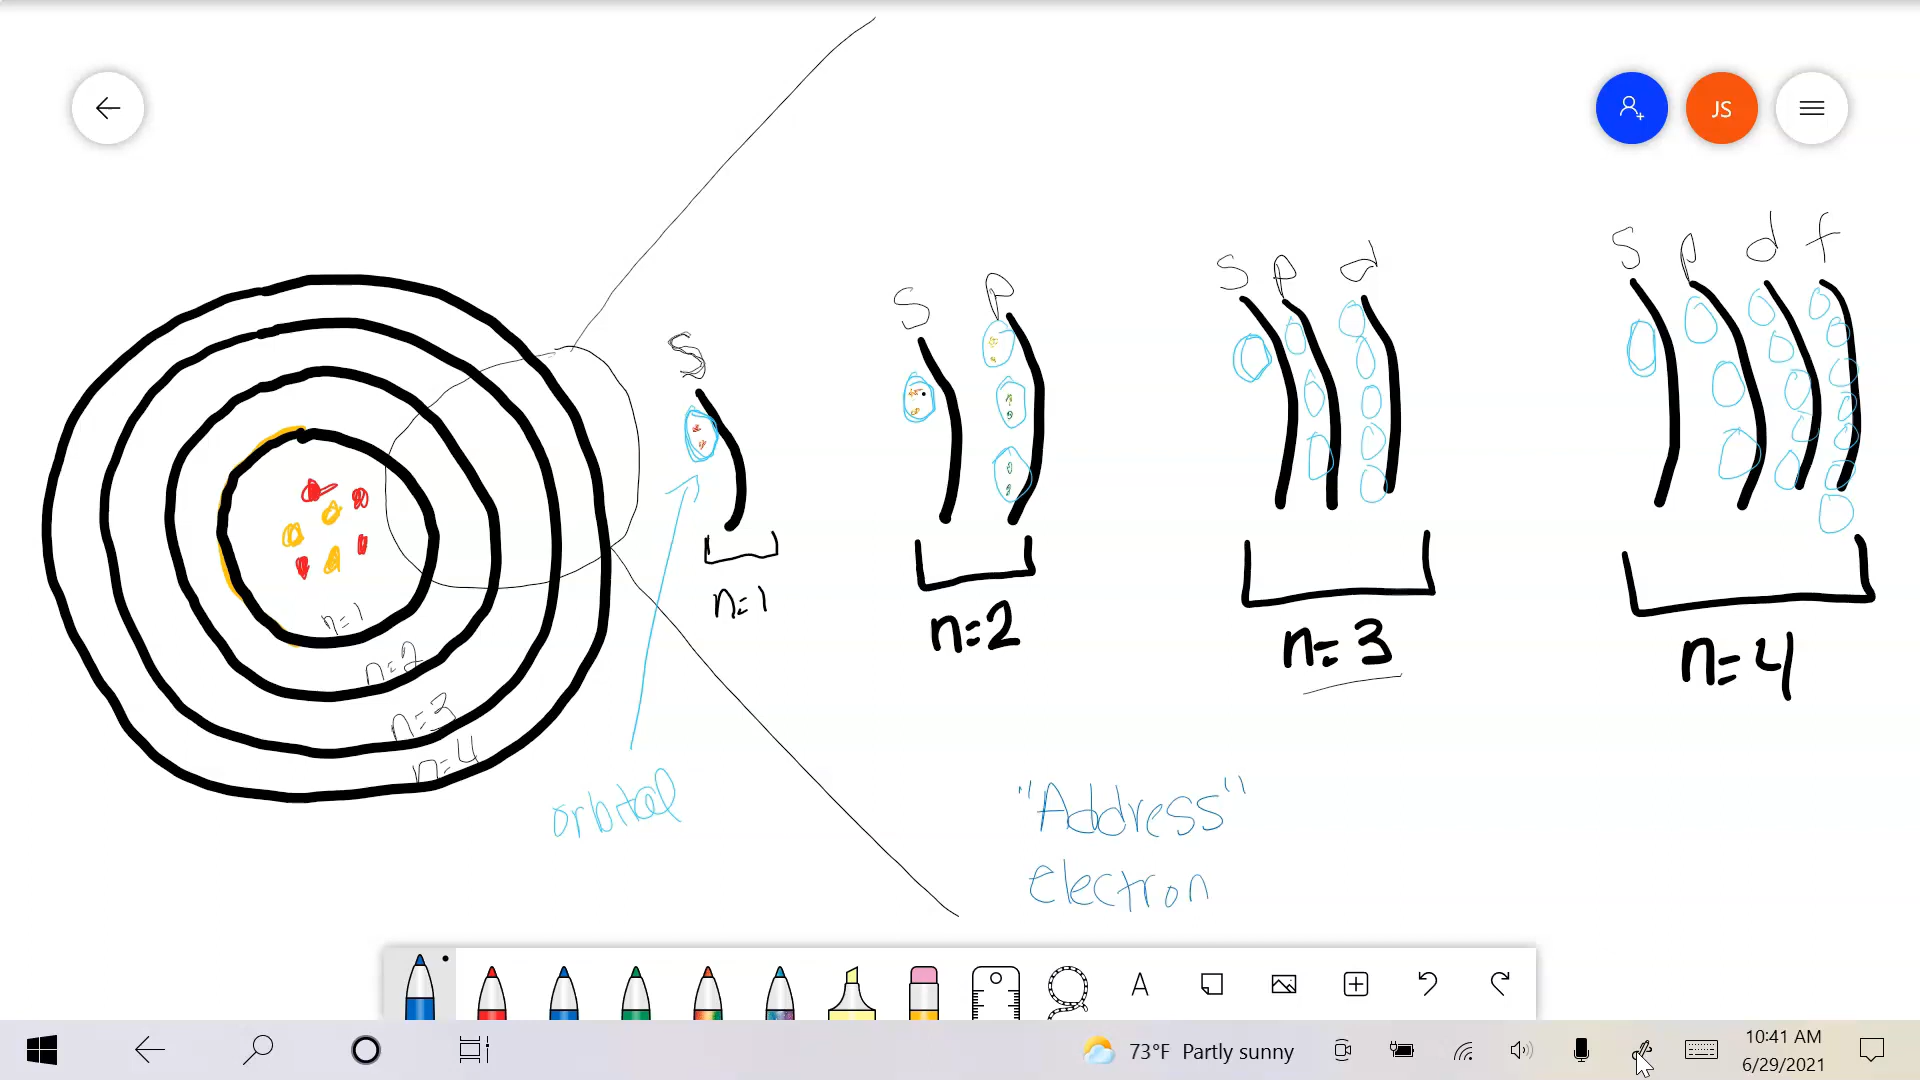 JS
s p d f
s p d
s p
s
n=1
n=2
n=3
n=4
n=1
n=2
n=3
n=4
orbital
"Address"
electron
A
73°F Partly sunny
10:41 AM
6/29/2021